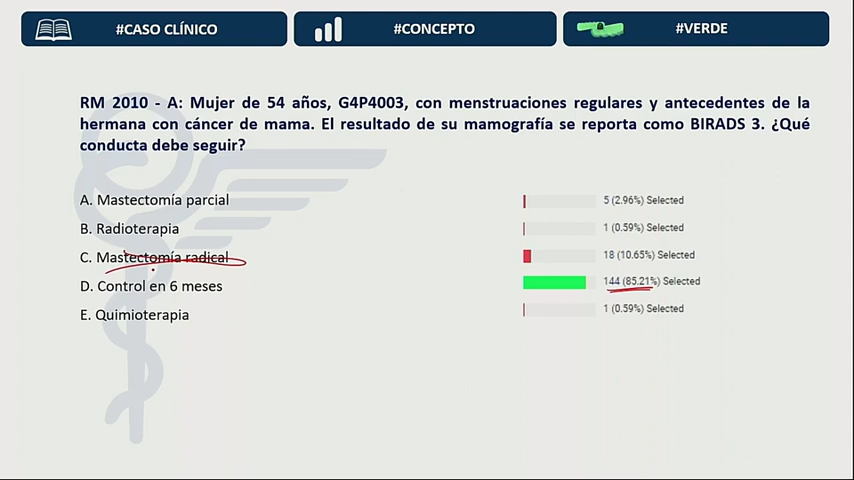 #CASO CLÍNICO
#CONCEPTO
#VERDE
RM 2010 - A: Mujer de 54 años, G4P4003, con menstruaciones regulares y antecedentes de la
hermana con cáncer de mama. El resultado de su mamografía se reporta como BIRADS 3. ¿Qué
conducta debe seguir?
A. Mastectomía parcial
5 (2.96%) Selected
B. Radioterapia
1 (0.59%) Selected
C. Mastectomía radical
18 (10.65%) Selected
D. Control en 6 meses
144 (85.21%) Selected
E. Quimioterapia
1 (0.59%) Selected